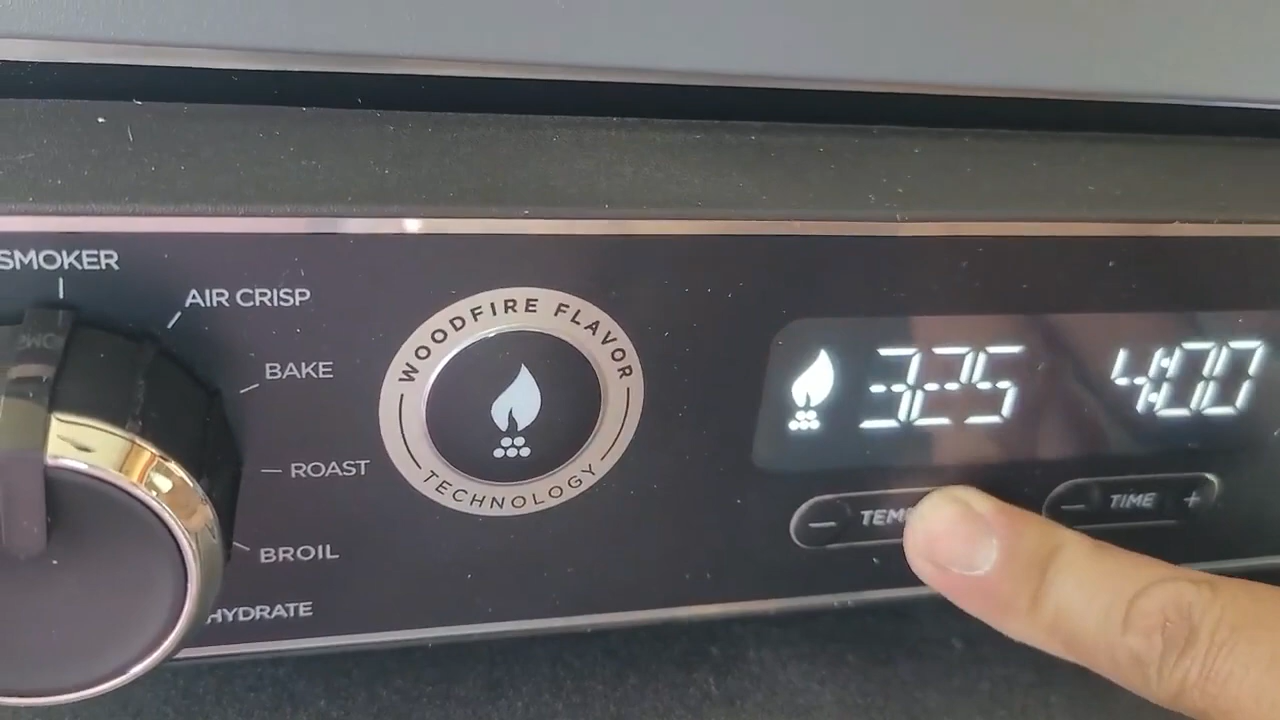 SMOKER
AIR CRISP
BAKE
ROAST
BROIL
HYDRATE
WOODFIRE FLAVOR
TECHNOLOGY
325 4:00
– TEM
– TIME +